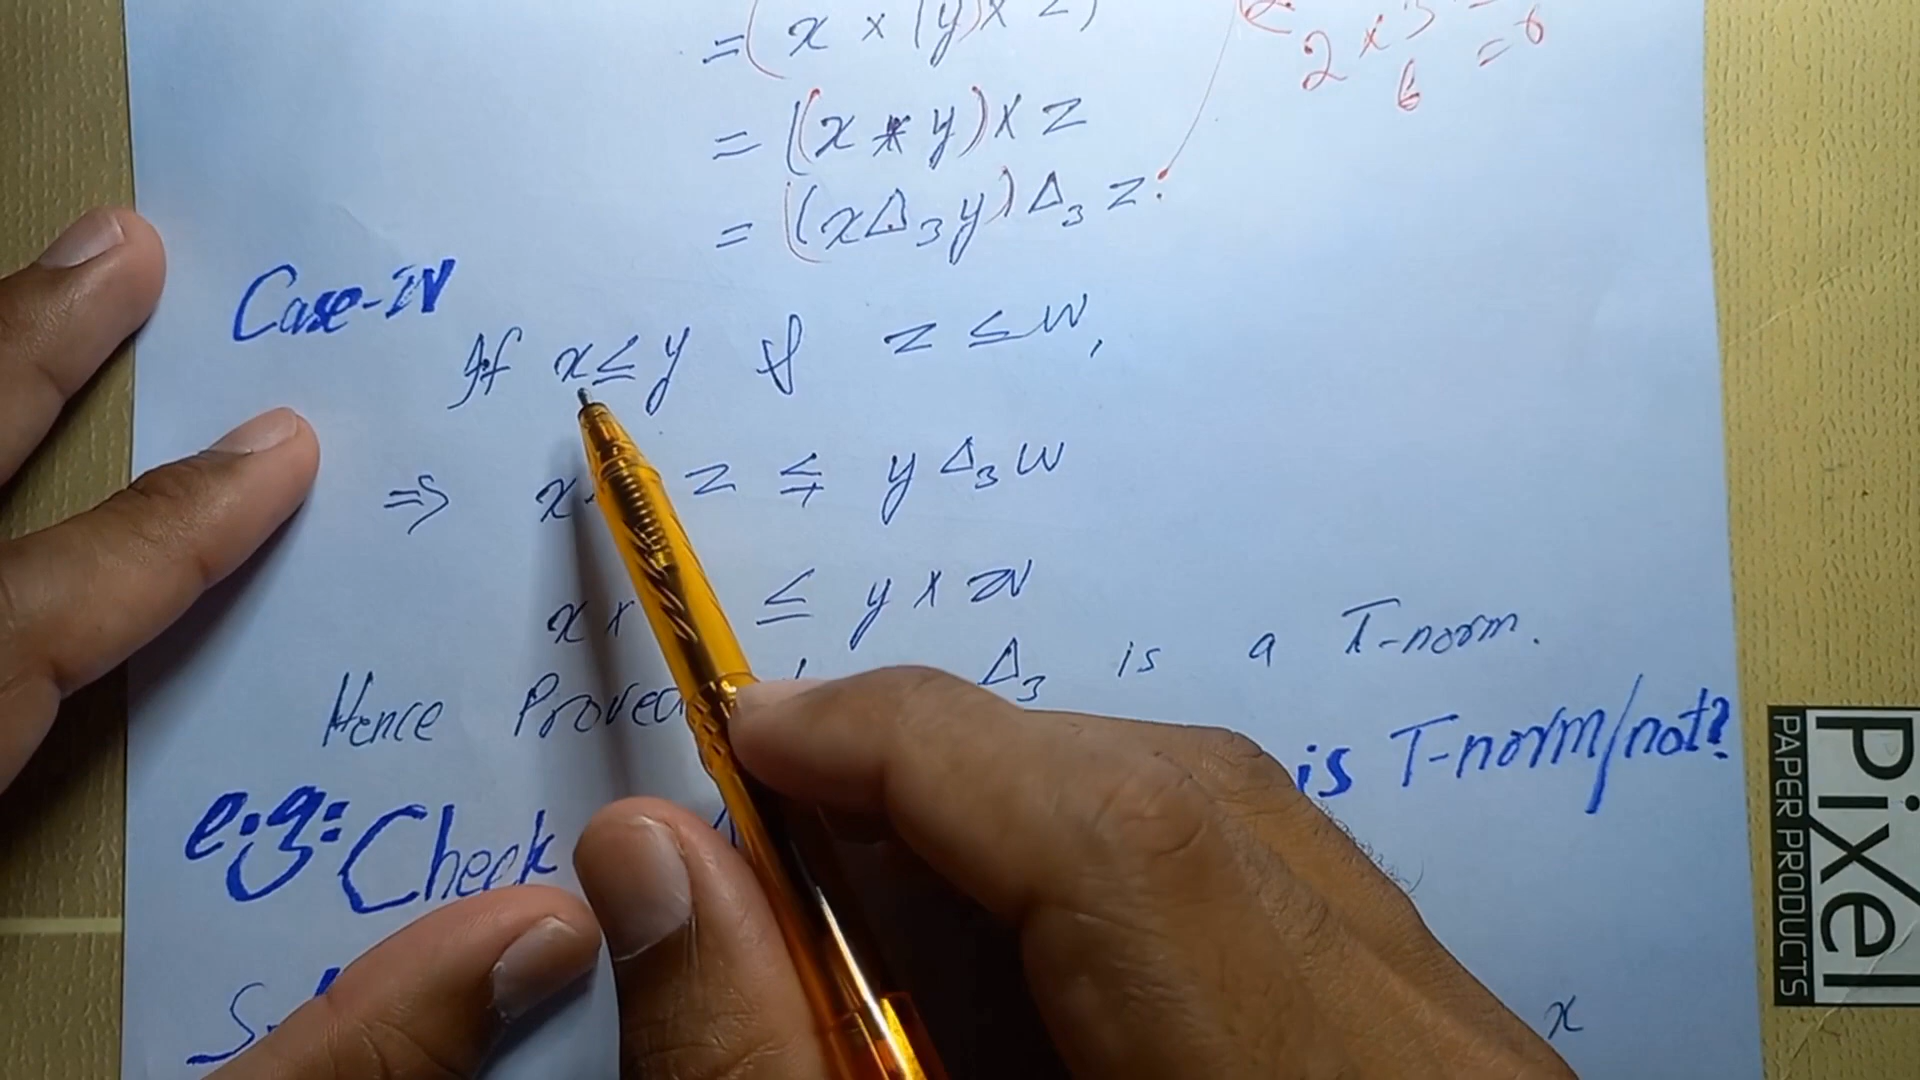 = (x × (y) × z)
2 × 3
= 6
6
= (x * y) × z
= (x Δ₃ y) Δ₃ z.
Case-IV
If x ≤ y & z ≤ w,
⇒ x z ≤ y Δ₃ w
x × ≤ y × w
Hence Proved Δ₃ is a T-norm.
e.g: Check is T-norm/not?
x
PiXel
PAPER PRODUCTS